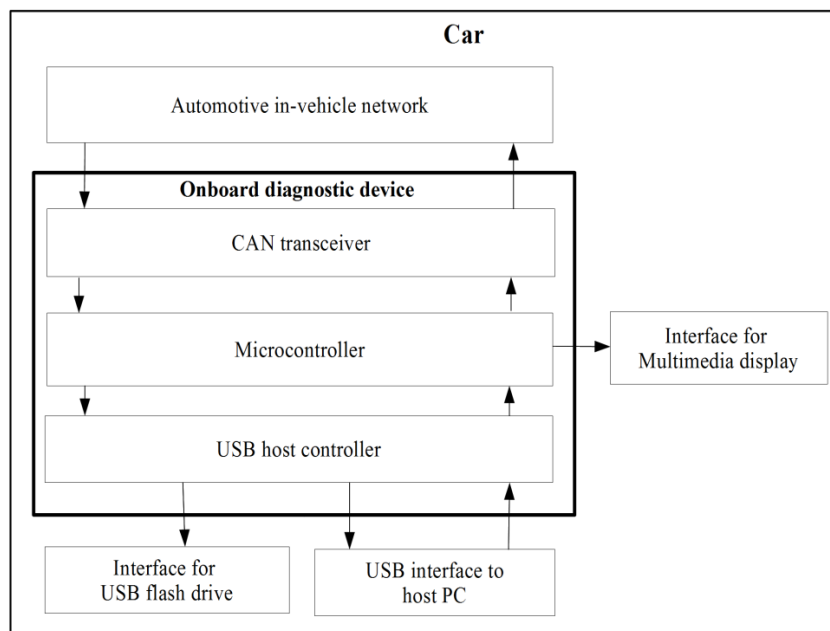 Car
Automotive in-vehicle network
Onboard diagnostic device
CAN transceiver
Microcontroller
Interface for
Multimedia display
USB host controller
Interface for
USB flash drive
USB interface to
host PC